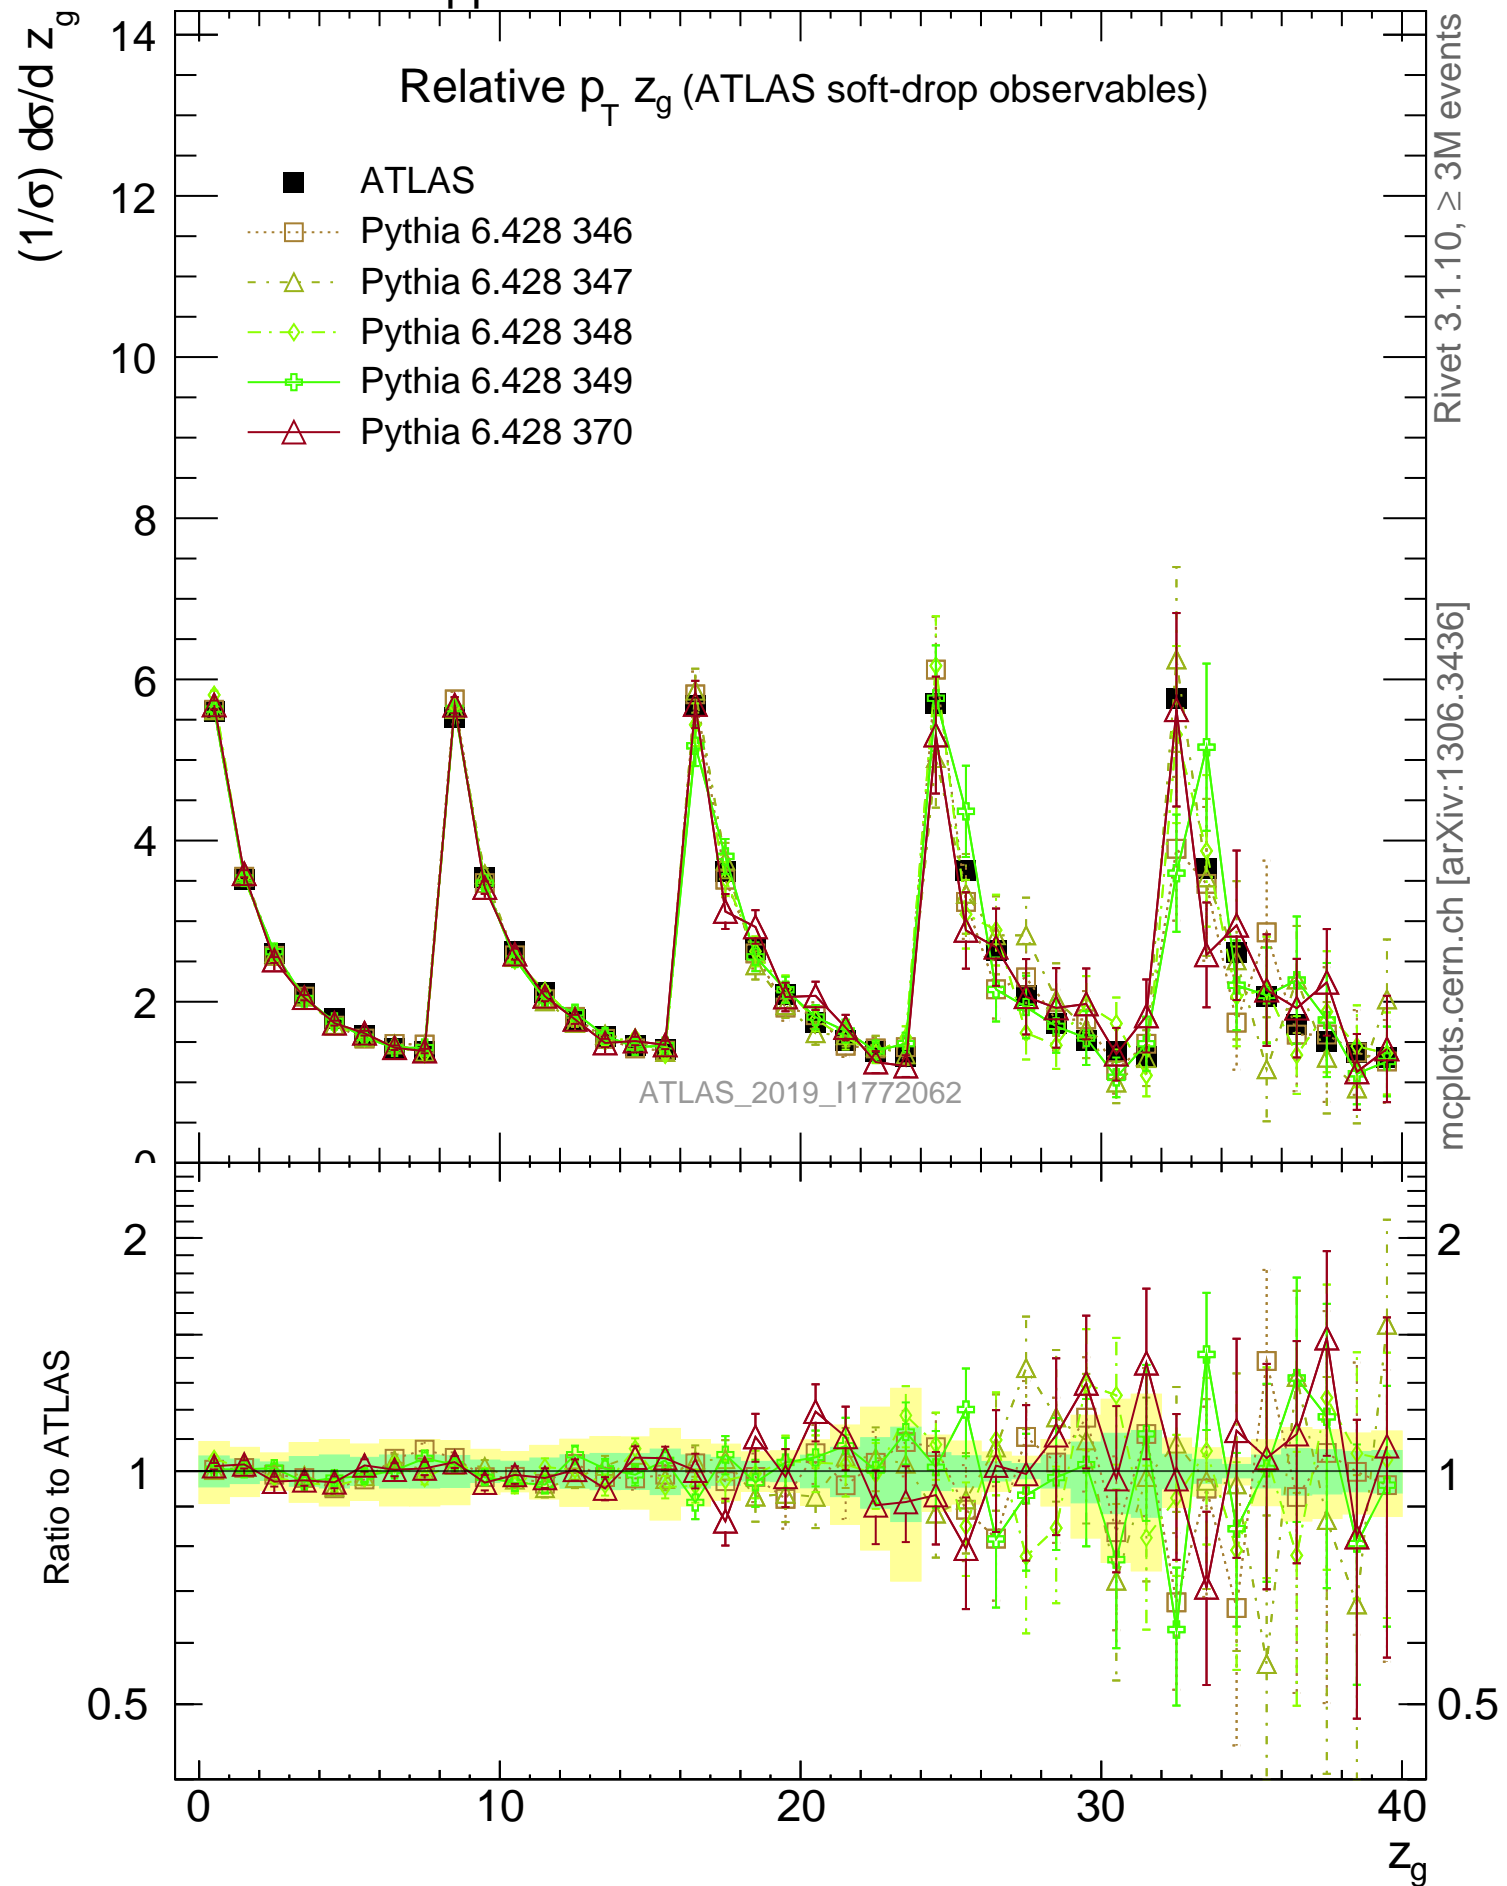 (1/σ) dσ/d z_g
pp
14
12
10
8
6
4
2
0
Relative p_T z_g (ATLAS soft-drop observables)
ATLAS
Pythia 6.428 346
Pythia 6.428 347
Pythia 6.428 348
Pythia 6.428 349
Pythia 6.428 370
ATLAS_2019_I1772062
Rivet 3.1.10, ≥ 3M events
mcplots.cern.ch [arXiv:1306.3436]
Ratio to ATLAS
2
1
0.5
2
1
0.5
0
10
20
30
40
z_g